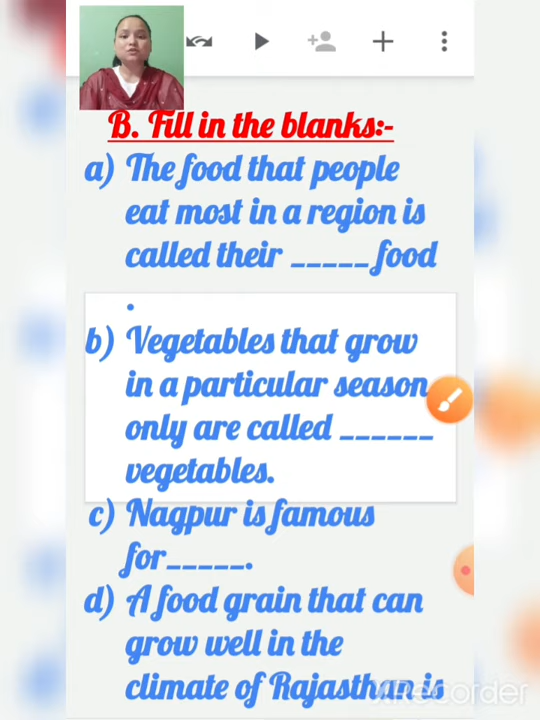 B. Fill in the blanks:-
a) The food that people
eat most in a region is
called their _____ food
.
b) Vegetables that grow
in a particular season
only are called ______
vegetables.
c) Nagpur is famous
for_____.
d) A food grain that can
grow well in the
climate of Rajasthan is
XRecorder